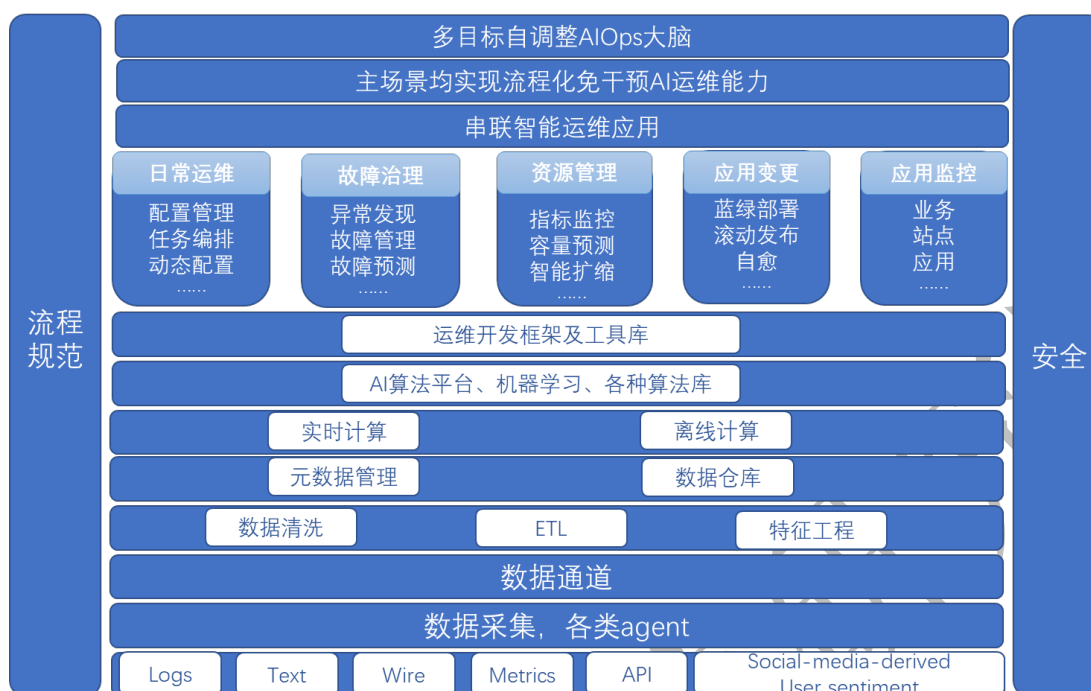 多目标自调整AIOps大脑
主场景均实现流程化免干预AI运维能力
串联智能运维应用
流程
规范
安全
日常运维
配置管理
任务编排
动态配置
……
故障治理
异常发现
故障管理
故障预测
……
资源管理
指标监控
容量预测
智能扩缩
……
应用变更
蓝绿部署
滚动发布
自愈
……
应用监控
业务
站点
应用
……
运维开发框架及工具库
AI算法平台、机器学习、各种算法库
实时计算
离线计算
元数据管理
数据仓库
数据清洗
ETL
特征工程
数据通道
数据采集，各类agent
Logs
Text
Wire
Metrics
API
Social-media-derived
User sentiment